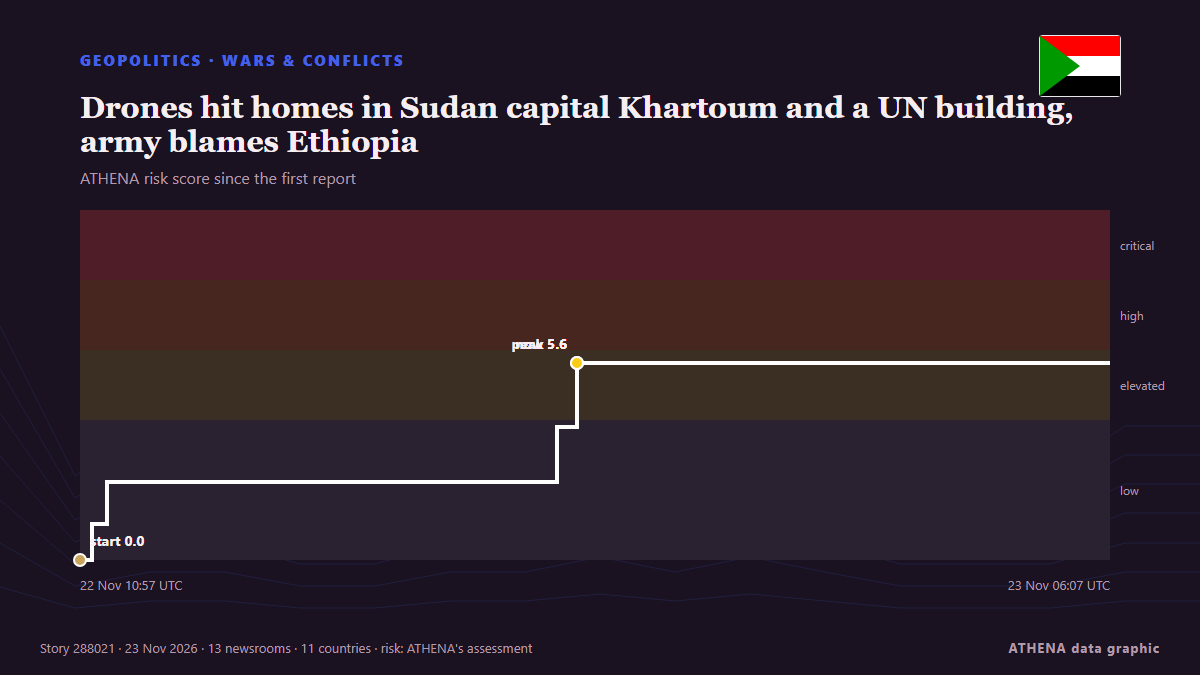 GEOPOLITICS · WARS & CONFLICTS
Drones hit homes in Sudan capital Khartoum and a UN building,
army blames Ethiopia
ATHENA risk score since the first report
critical
high
peak 5.6
elevated
low
start 0.0
22 Nov 10:57 UTC
23 Nov 06:07 UTC
Story 288021 · 23 Nov 2026 · 13 newsrooms · 11 countries · risk: ATHENA's assessment
ATHENA data graphic